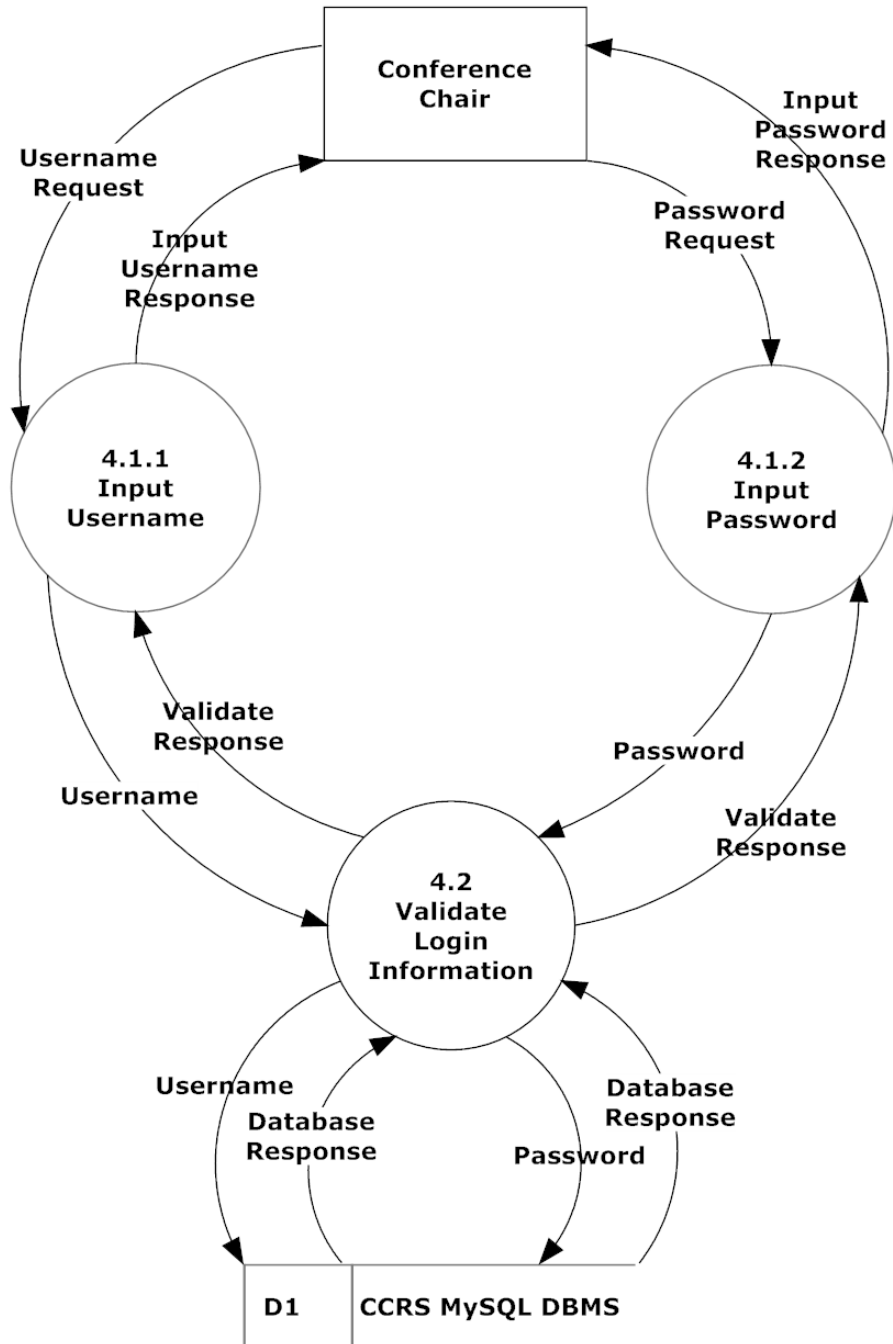 Conference
Chair
Input
Password
Response
Username
Request
Password
Request
Input
Username
Response
4.1.1
Input
Username
4.1.2
Input
Password
Validate
Response
Password
Username
Validate
Response
4.2
Validate
Login
Information
Username
Database
Response
Database
Response
Password
D1
CCRS MySQL DBMS